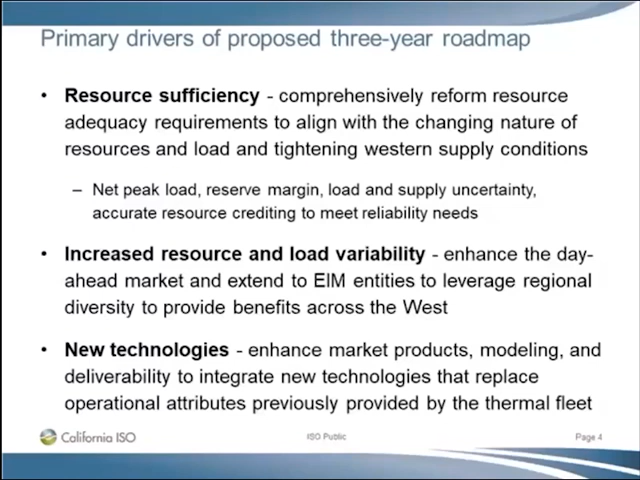 Primary drivers of proposed three-year roadmap
• Resource sufficiency - comprehensively reform resource
adequacy requirements to align with the changing nature of
resources and load and tightening western supply conditions
– Net peak load, reserve margin, load and supply uncertainty,
accurate resource crediting to meet reliability needs
• Increased resource and load variability - enhance the day-
ahead market and extend to EIM entities to leverage regional
diversity to provide benefits across the West
• New technologies - enhance market products, modeling, and
deliverability to integrate new technologies that replace
operational attributes previously provided by the thermal fleet
California ISO
ISO Public
Page 4